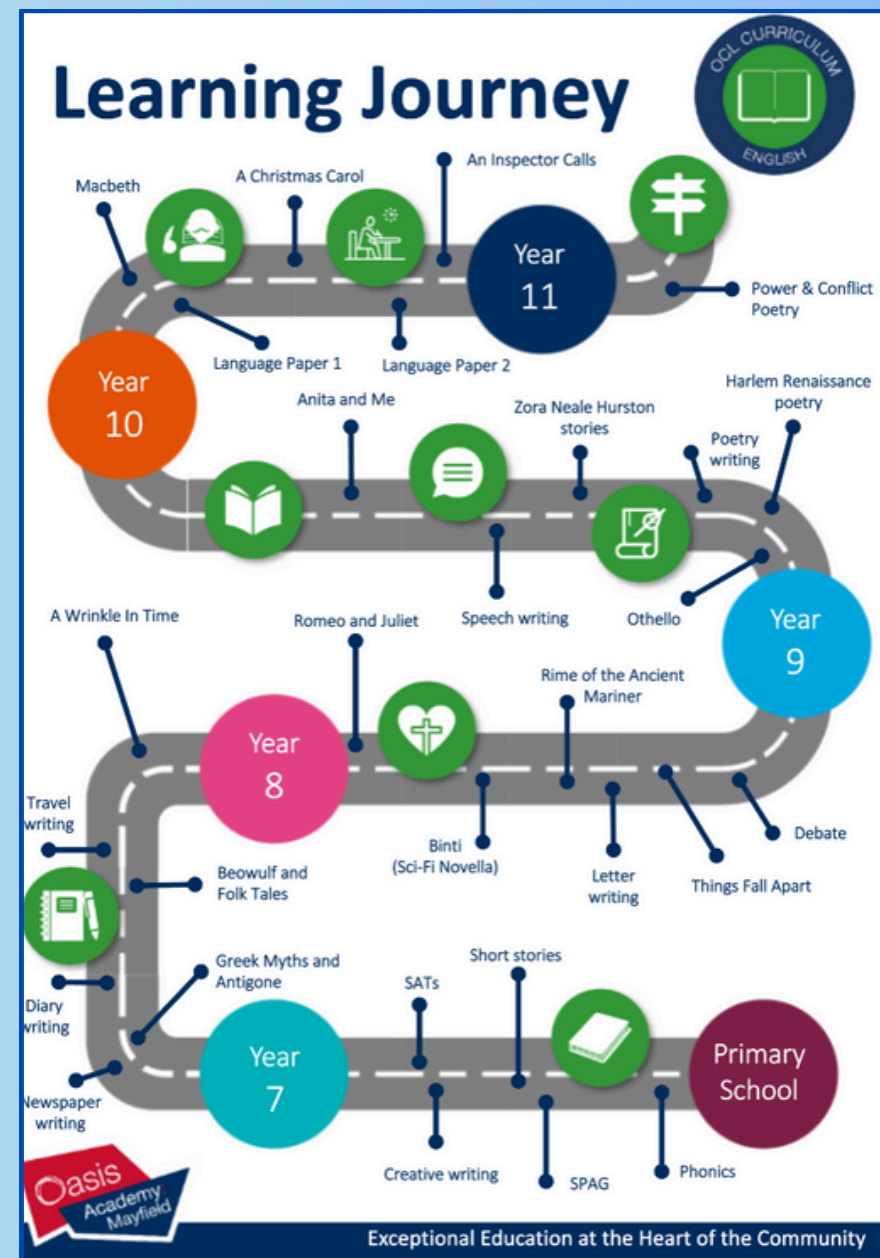 Learning Journey
OCL CURRICULUM
ENGLISH
An Inspector Calls
A Christmas Carol
Macbeth
Year
11
Power & Conflict
Poetry
Language Paper 1
Language Paper 2
Year
10
Harlem Renaissance
poetry
Anita and Me
Zora Neale Hurston
stories
Poetry
writing
Speech writing
Othello
Year
9
A Wrinkle In Time
Romeo and Juliet
Rime of the Ancient
Mariner
Year
8
Travel
writing
Binti
(Sci-Fi Novella)
Letter
writing
Things Fall Apart
Debate
Beowulf and
Folk Tales
Greek Myths and
Antigone
Diary
writing
Short stories
SATs
Year
7
Primary
School
Newspaper
writing
Creative writing
SPAG
Phonics
Oasis
Academy
Mayfield
Exceptional Education at the Heart of the Community